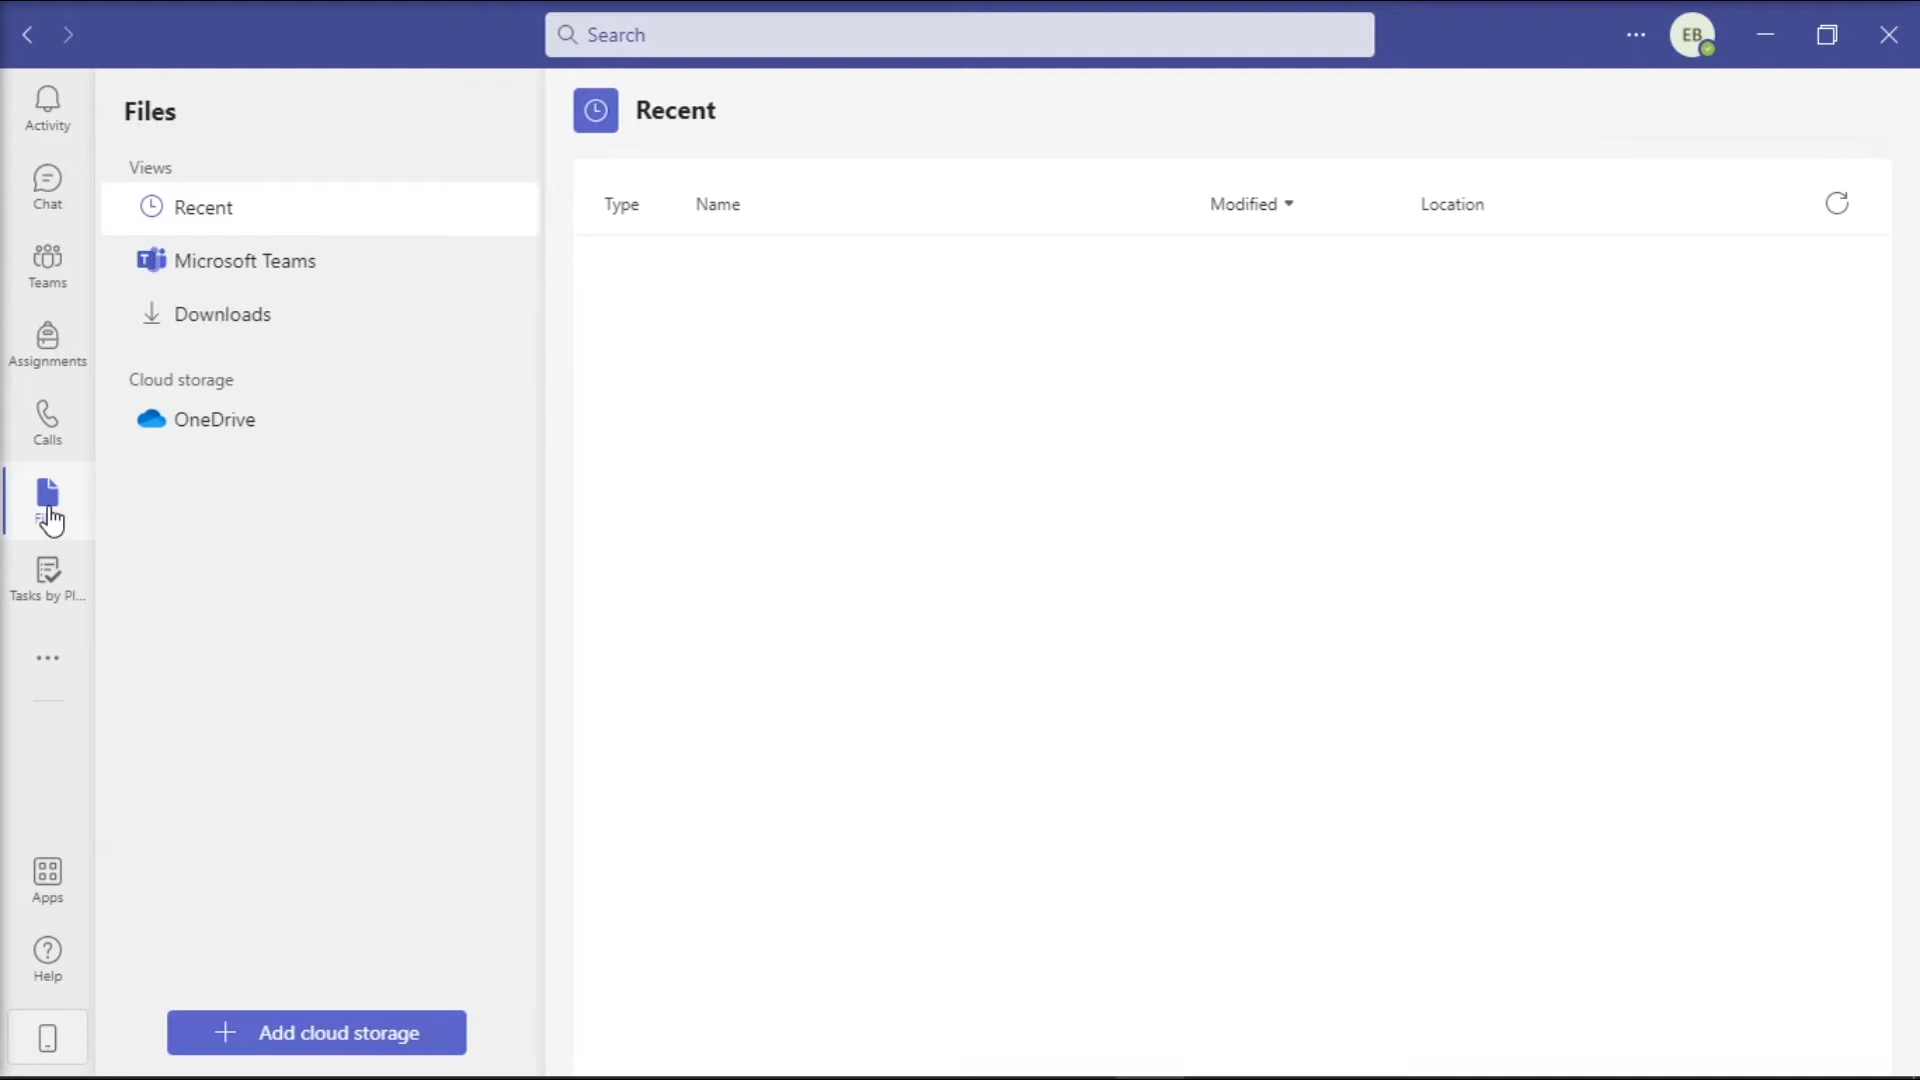 Search
EB
Activity
Chat
Teams
Assignments
Calls
Tasks by Pl...
Apps
Help
Files
Views
Recent
Microsoft Teams
Downloads
Cloud storage
OneDrive
Add cloud storage
Recent
Type Name Modified Location